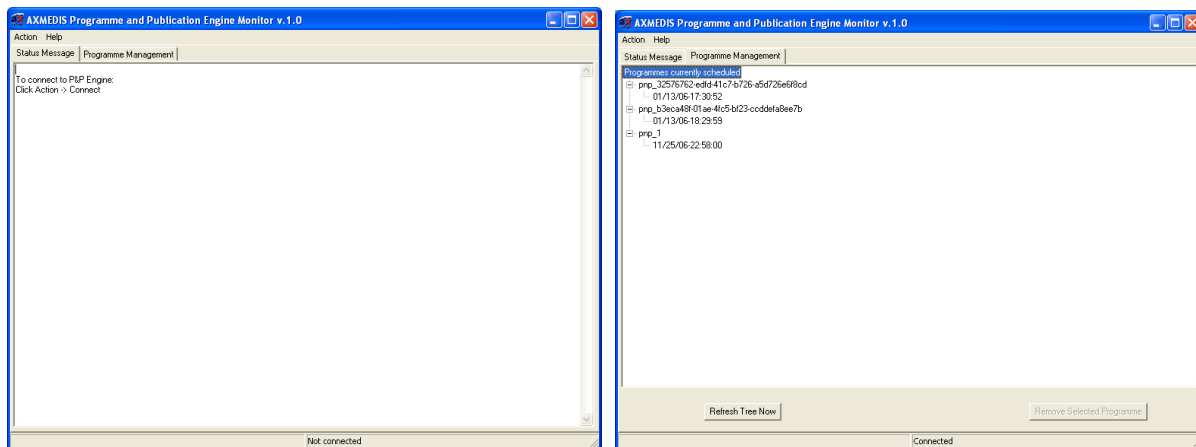 AXMEDIS Programme and Publication Engine Monitor v.1.0
Action Help
Status Message Programme Management
To connect to P&P Engine:
Click Action -> Connect
Not connected
AXMEDIS Programme and Publication Engine Monitor v.1.0
Action Help
Status Message Programme Management
Programmes currently scheduled
pnp_32576762-edfd-41c7-b726-a5d726e6f8cd
01/13/06-17:30:52
pnp_b3eca48f-01ae-4fc5-bf23-ccddefa8ee7b
01/13/06-18:29:59
pnp_1
11/25/06-22:58:00
Refresh Tree Now Remove Selected Programme
Connected